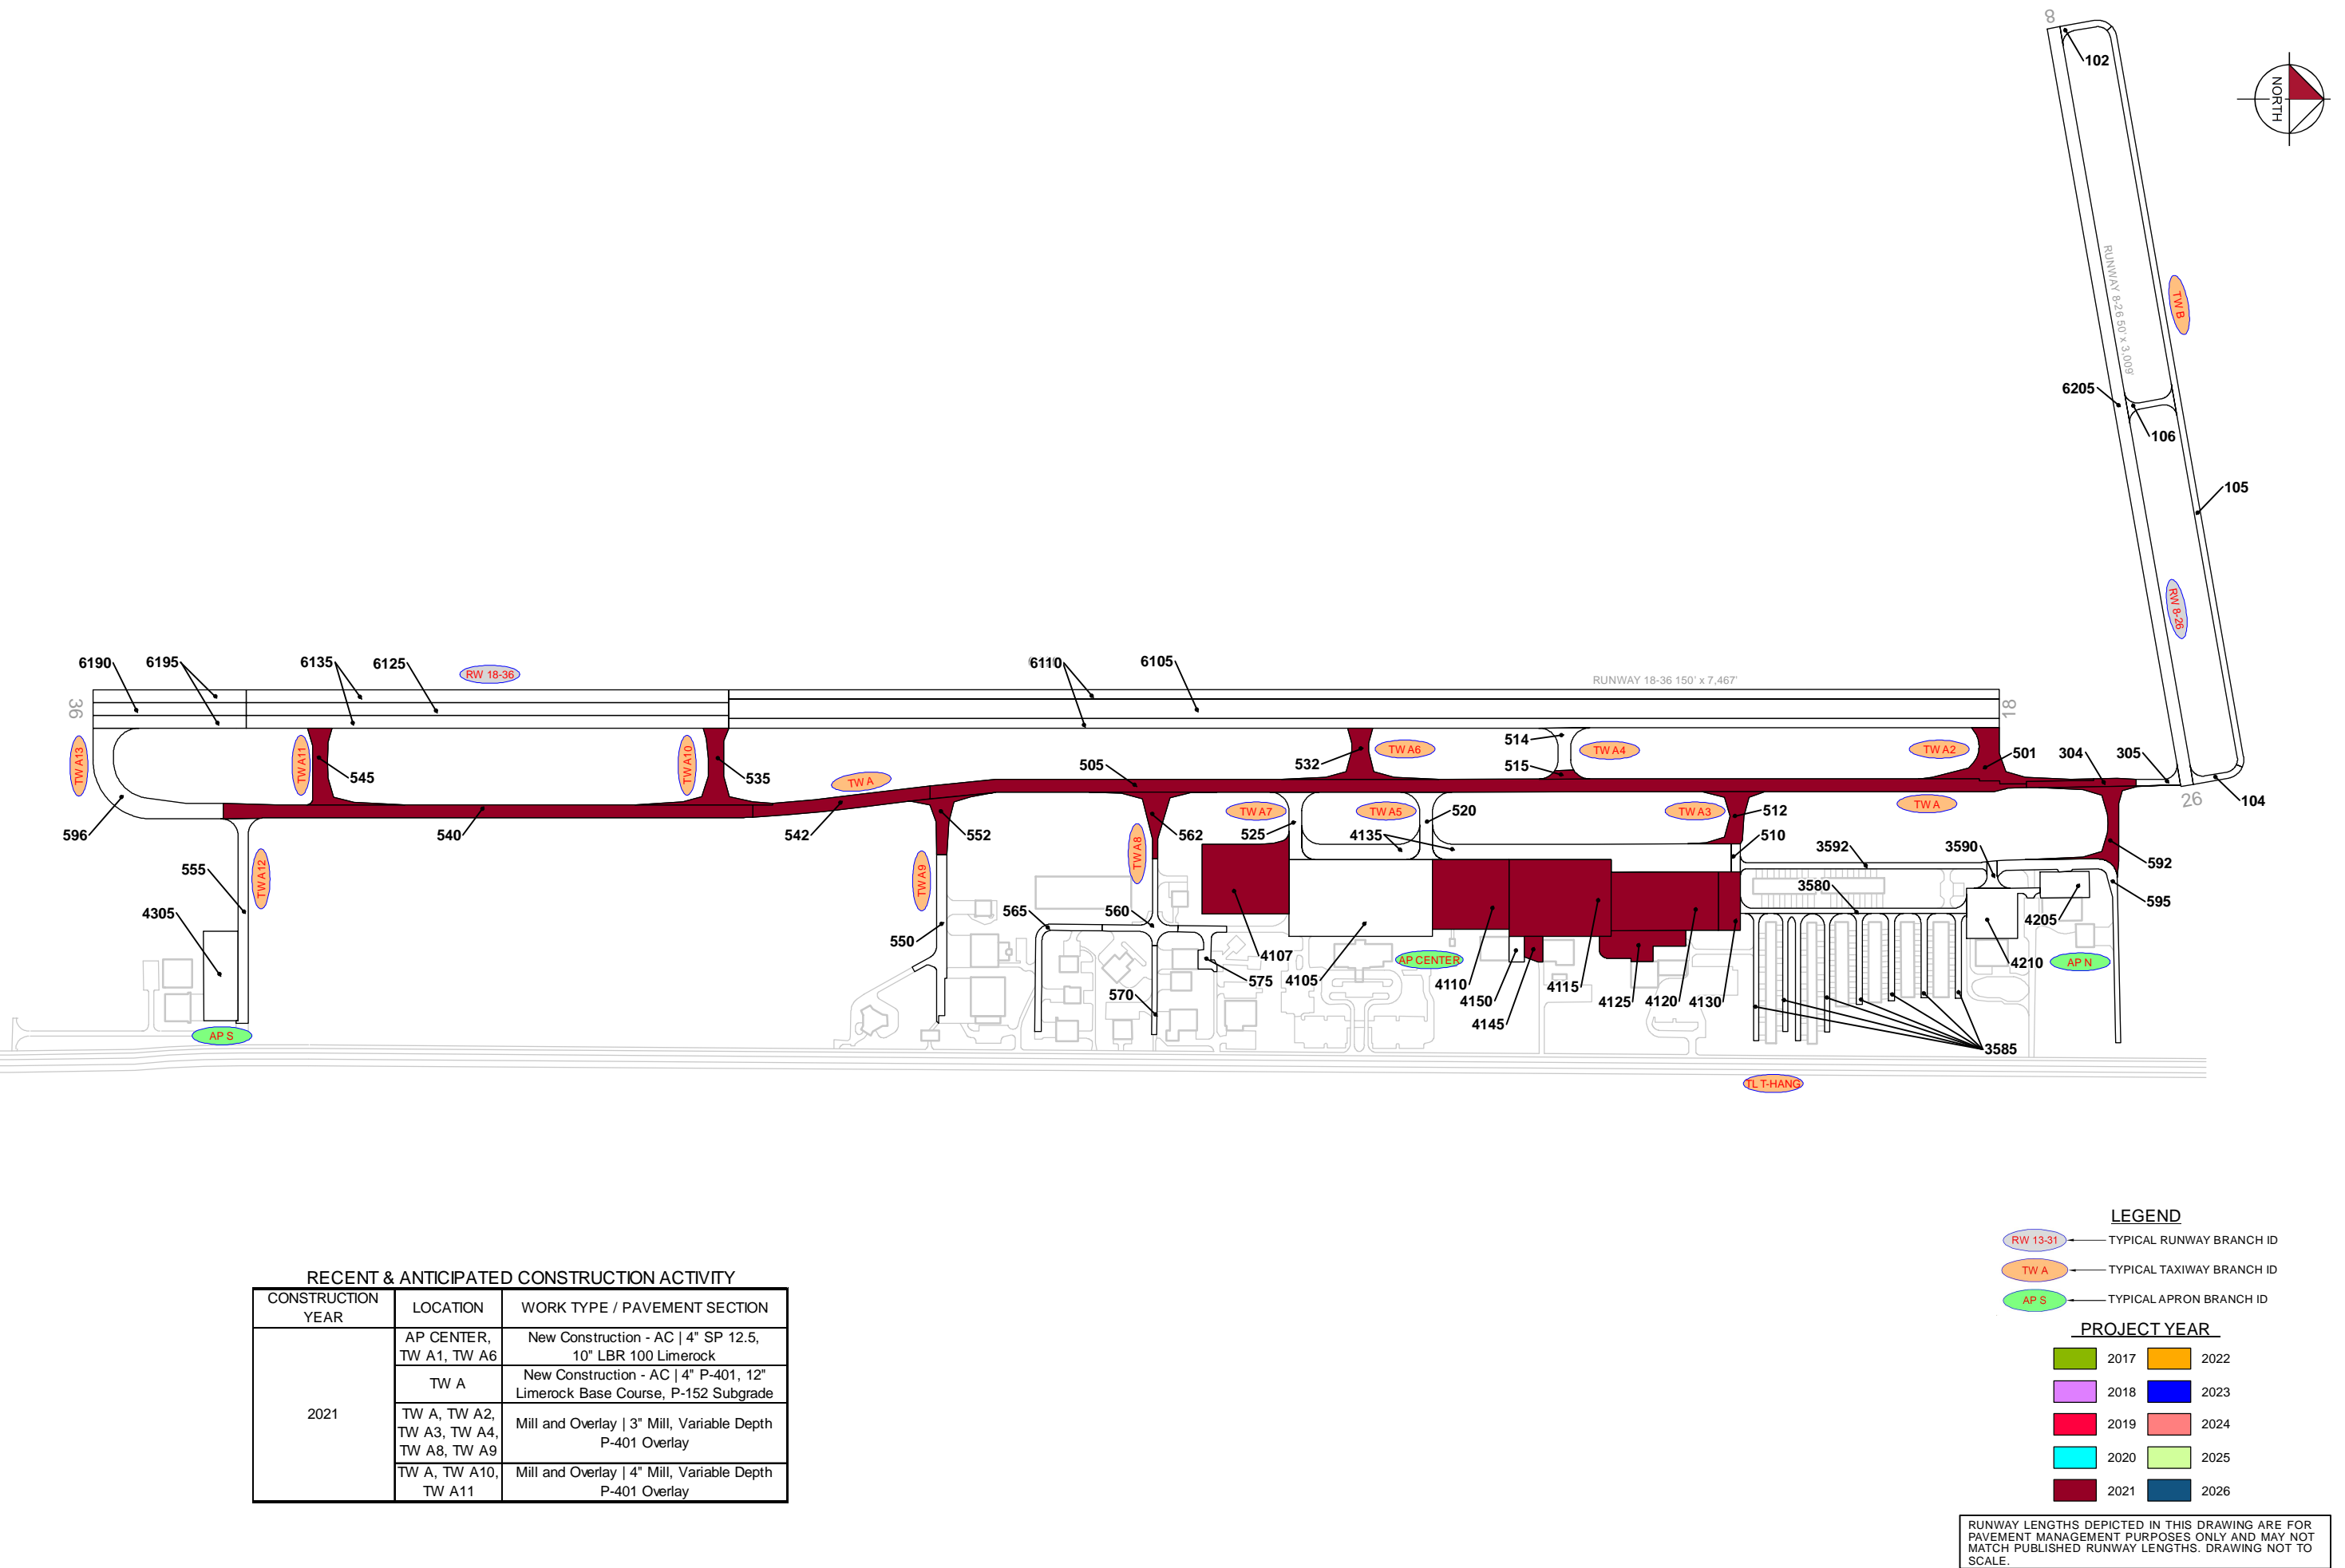 8
102
NORTH
TW B
RUNWAY 8-26 50' x 3,009'
6205
106
105
RW 8-26
6190
6195
6135
6125
RW 18-36
6110
6105
RUNWAY 18-36 150' x 7,467'
36
18
TW A13
TW A11
545
TW A10
535
TW A
505
532
TW A6
514
515
TW A4
TW A2
501
304
305
26
104
596
540
542
552
562
TW A7
525
TW A5
520
4135
TW A3
512
510
TW A
592
555
TW A12
TW A9
TW A8
3592
3590
3580
595
4305
565
560
550
4205
4107
575
4105
AP CENTER
4110
4150
4145
4115
4125
4120
4130
4210
AP N
570
3585
AP S
TL T-HANG
LEGEND
RW 13-31 TYPICAL RUNWAY BRANCH ID
TW A TYPICAL TAXIWAY BRANCH ID
AP S TYPICAL APRON BRANCH ID
PROJECT YEAR
2017 2022
2018 2023
2019 2024
2020 2025
2021 2026
RECENT & ANTICIPATED CONSTRUCTION ACTIVITY
CONSTRUCTION
YEAR
LOCATION
WORK TYPE / PAVEMENT SECTION
2021
AP CENTER,
TW A1, TW A6
New Construction - AC | 4" SP 12.5,
10" LBR 100 Limerock
TW A
New Construction - AC | 4" P-401, 12"
Limerock Base Course, P-152 Subgrade
TW A, TW A2,
TW A3, TW A4,
TW A8, TW A9
Mill and Overlay | 3" Mill, Variable Depth
P-401 Overlay
TW A, TW A10,
TW A11
Mill and Overlay | 4" Mill, Variable Depth
P-401 Overlay
RUNWAY LENGTHS DEPICTED IN THIS DRAWING ARE FOR
PAVEMENT MANAGEMENT PURPOSES ONLY AND MAY NOT
MATCH PUBLISHED RUNWAY LENGTHS. DRAWING NOT TO
SCALE.